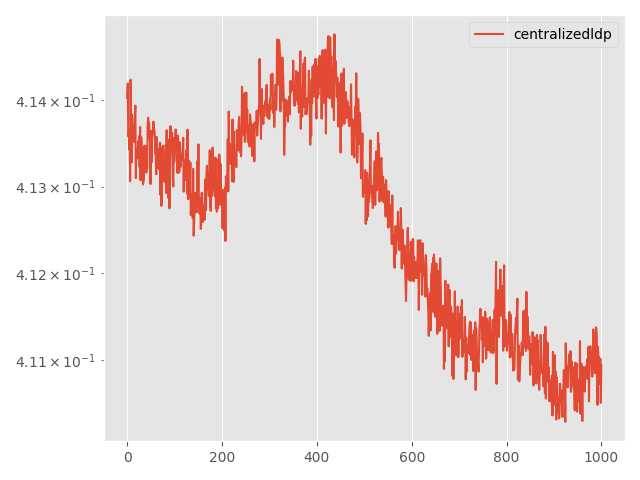 centralizedldp
4.14 × 10⁻¹
4.13 × 10⁻¹
4.12 × 10⁻¹
4.11 × 10⁻¹
0 200 400 600 800 1000